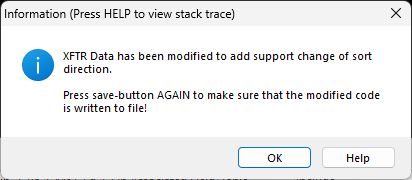 Information (Press HELP to view stack trace)
XFTR Data has been modified to add support change of sort
direction.
Press save-button AGAIN to make sure that the modified code
is written to file!
OK
Help